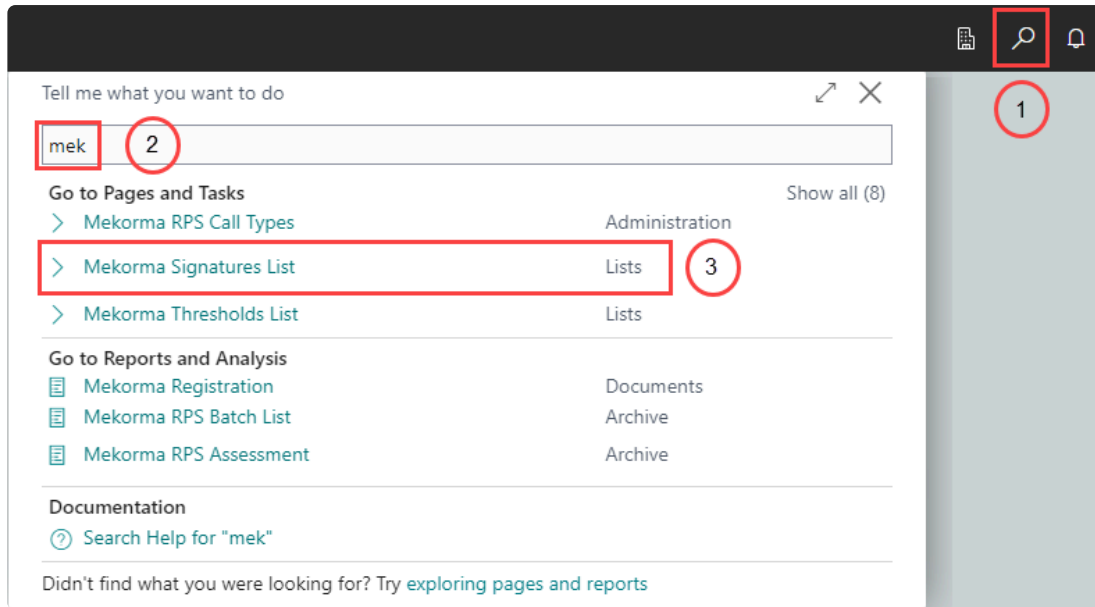 Tell me what you want to do
1
mek
2
Go to Pages and Tasks Show all (8)
Mekorma RPS Call Types Administration
Mekorma Signatures List Lists
3
Mekorma Thresholds List Lists
Go to Reports and Analysis
Mekorma Registration Documents
Mekorma RPS Batch List Archive
Mekorma RPS Assessment Archive
Documentation
? Search Help for "mek"
Didn't find what you were looking for? Try exploring pages and reports